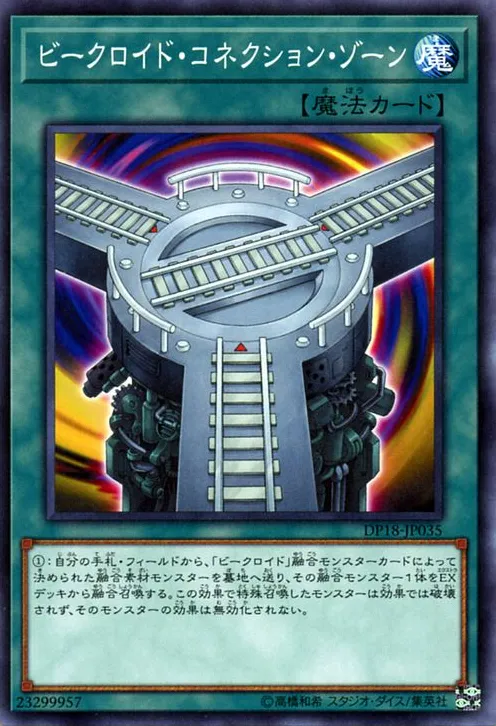 ビークロイド・コネクション・ゾーン 魔
【魔法カード】
DP18-JP035
①:自分の手札・フィールドから、「ビークロイド」融合モンスターカードによって
決められた融合素材モンスターを墓地へ送り、その融合モンスター1体をEX
デッキから融合召喚する。この効果で特殊召喚したモンスターは効果では破壊
されず、そのモンスターの効果は無効化されない。
23299957 ©高橋和希 スタジオ・ダイス/集英社